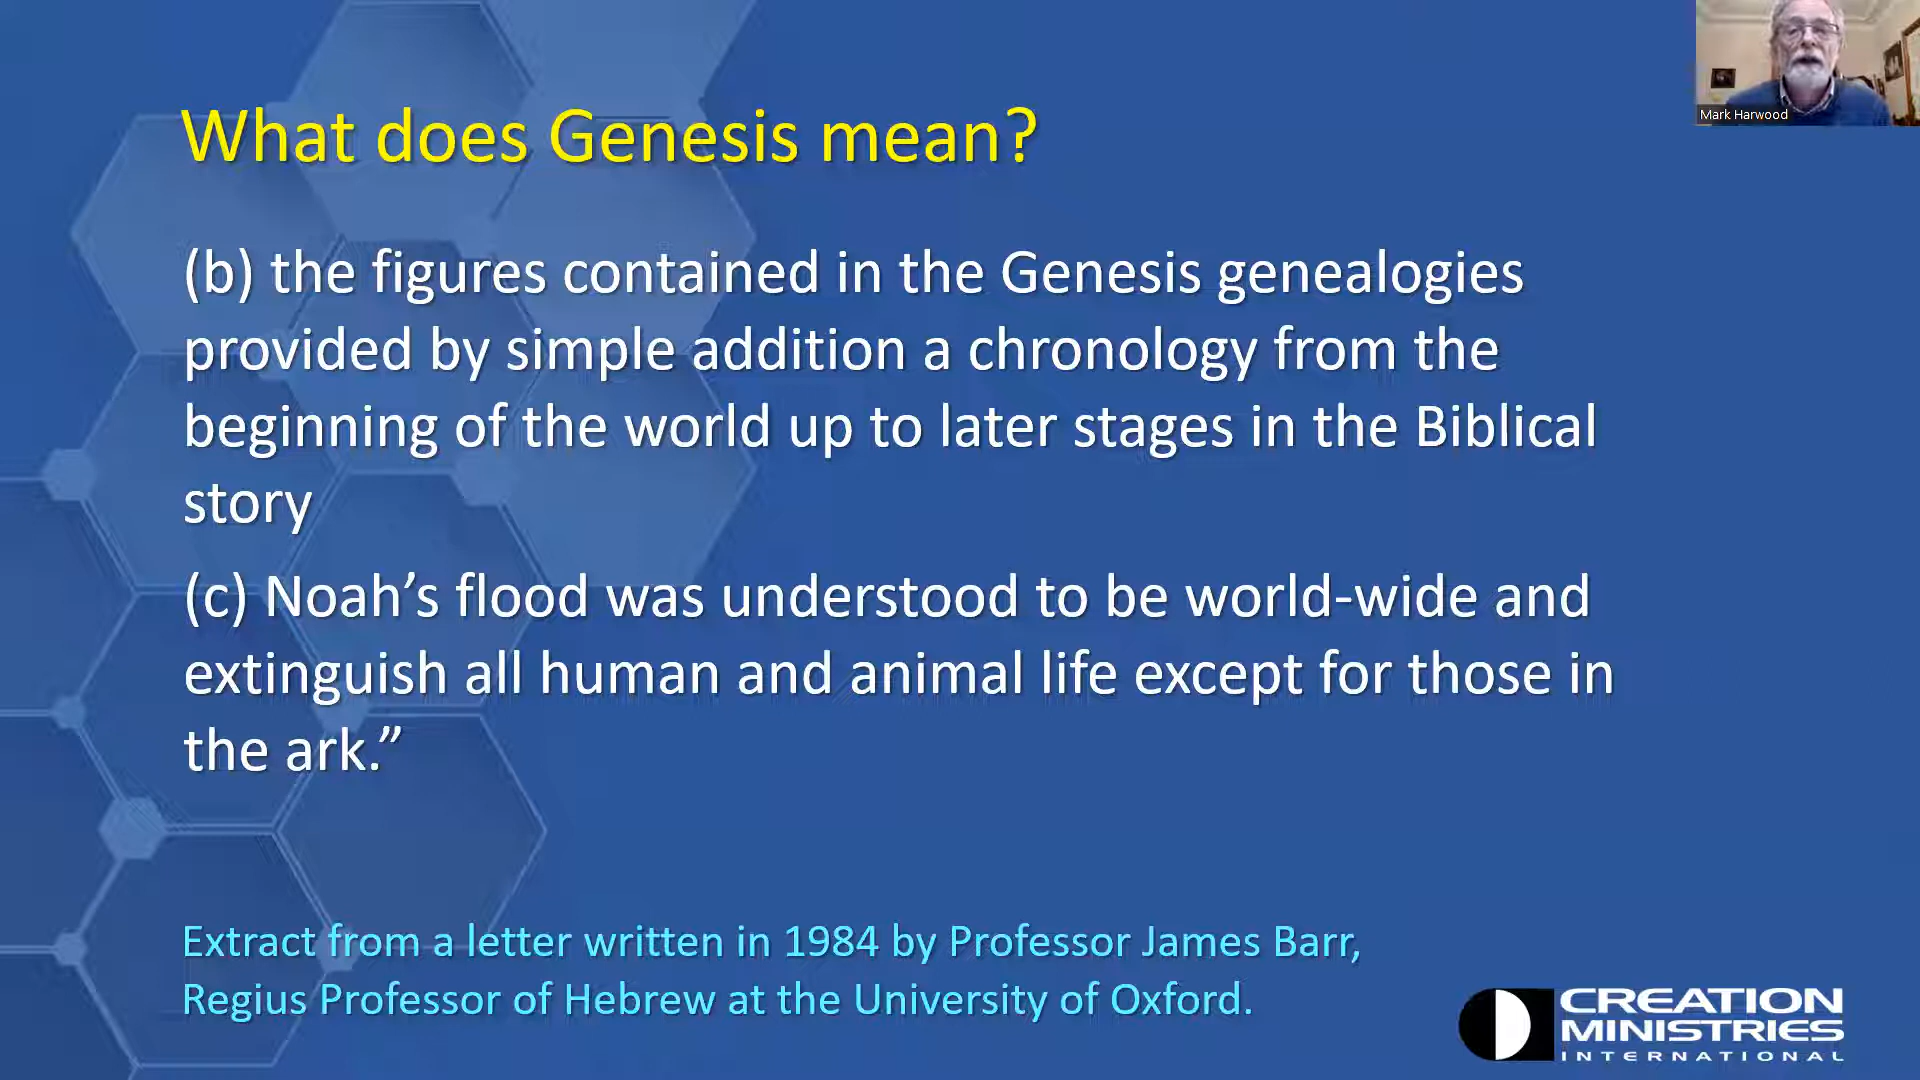 What does Genesis mean?
Mark Harwood
(b) the figures contained in the Genesis genealogies
provided by simple addition a chronology from the
beginning of the world up to later stages in the Biblical
story
(c) Noah’s flood was understood to be world-wide and
extinguish all human and animal life except for those in
the ark.”
Extract from a letter written in 1984 by Professor James Barr,
Regius Professor of Hebrew at the University of Oxford.
CREATION
MINISTRIES
INTERNATIONAL